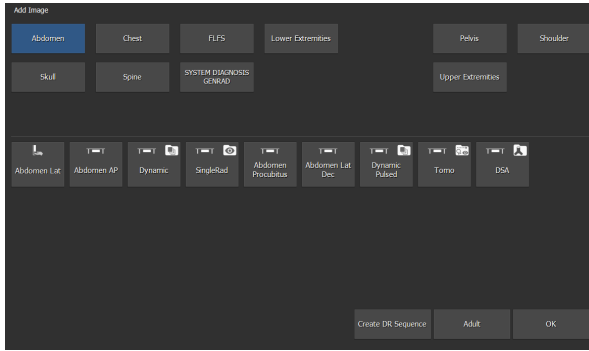 Add Image
Abdomen
Chest
FLFS
Lower Extremities
Pelvis
Shoulder
Skull
Spine
SYSTEM DIAGNOSIS
GENRAD
Upper Extremities
Abdomen Lat
Abdomen AP
Dynamic
SingleRad
Abdomen
Procubitus
Abdomen Lat
Dec
Dynamic
Pulsed
Tomo
DSA
Create DR Sequence
Adult
OK